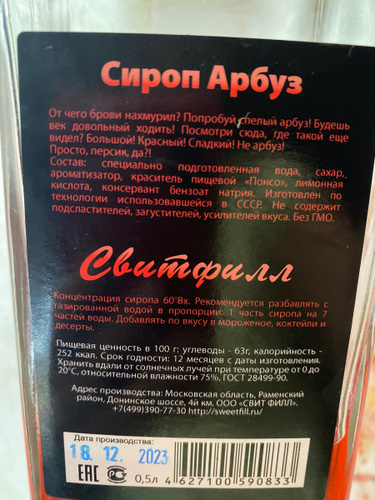 Сироп Арбуз
От чего брови нахмурил? Попробуй спелый арбуз! Будешь
век довольный ходить! Посмотри сюда, где такой еще
видел? Большой! Красный! Сладкий! Не арбуз!
Просто, персик, да?!
Состав: специально подготовленная вода, сахар,
ароматизатор, краситель пищевой «Понсо», лимонная
кислота, консервант бензоат натрия. Изготовлен по
технологии использовавшейся в СССР. Не содержит
подсластителей, загустителей, усилителей вкуса. Без ГМО.
Свитфилл
Концентрация сиропа 60°Вх. Рекомендуется разбавлять с
газированной водой в пропорции: 1 часть сиропа на 7
частей воды. Добавлять по вкусу в мороженое, коктейли и
десерты.
Пищевая ценность в 100 г: углеводы - 63г, калорийность -
252 ккал. Срок годности: 12 месяцев с даты изготовления.
Хранить вдали от солнечных лучей при температуре от 0 до
20°С, относительной влажности 75%. ГОСТ 28499-90.
Адрес производства: Московская область, Раменский
район, Донинское шоссе, 4й км. ООО «СВИТ ФИЛЛ»
+7(499)390-77-30 http://sweetfill.ru/
Дата производства:
18. 12. 2023
EAC
0,5л 4 627100 590833